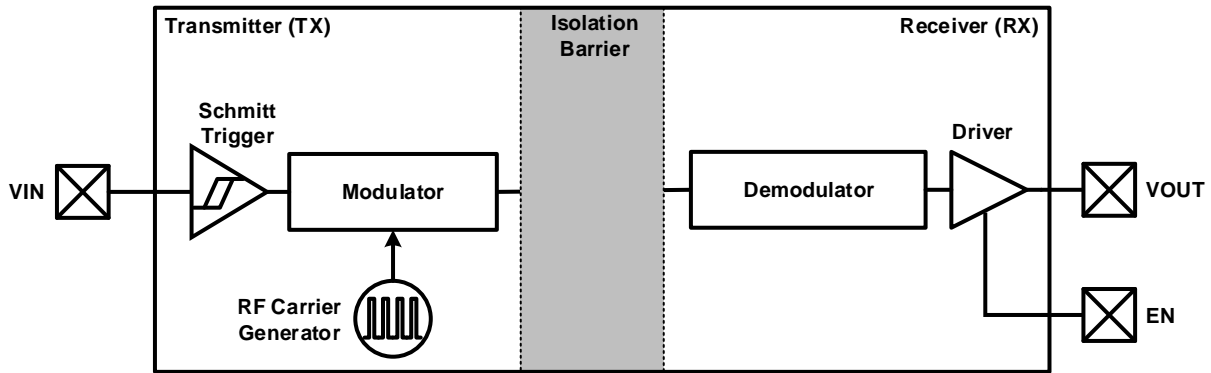 Transmitter (TX)
Isolation
Barrier
Receiver (RX)
Schmitt
Trigger
Driver
VIN
Modulator
Demodulator
VOUT
RF Carrier
Generator
EN